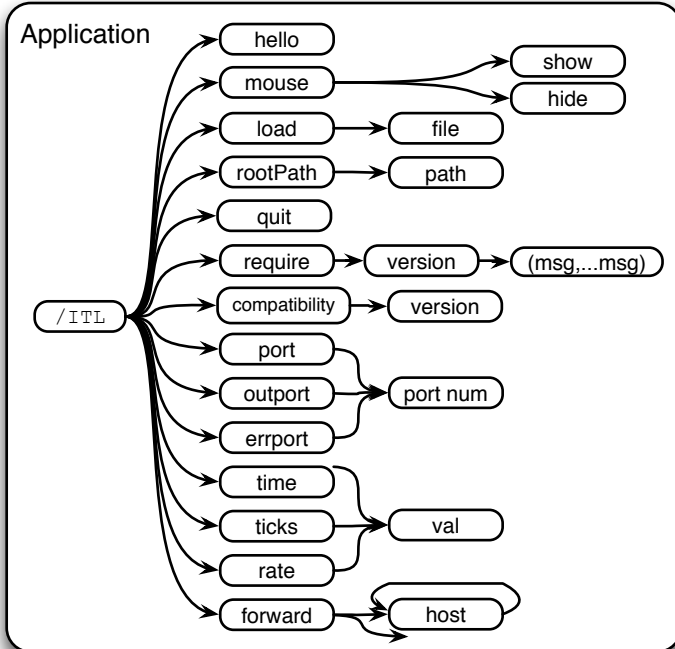 Application
hello
mouse
show
hide
load
file
rootPath
path
quit
require
version
(msg,...msg)
/ITL
compatibility
version
port
outport
port num
errport
time
ticks
val
rate
forward
host